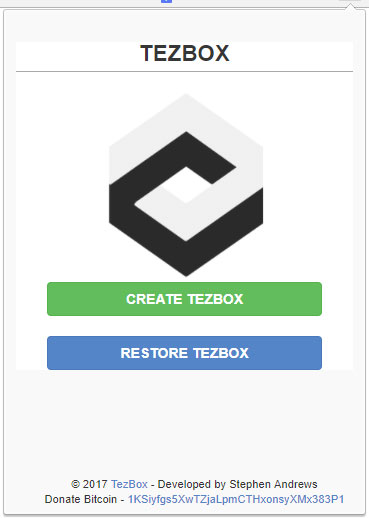 TEZBOX
CREATE TEZBOX
RESTORE TEZBOX
© 2017 TezBox - Developed by Stephen Andrews
Donate Bitcoin - 1KSiyfgs5XwTZjaLpmCTHxonsyXMx383P1